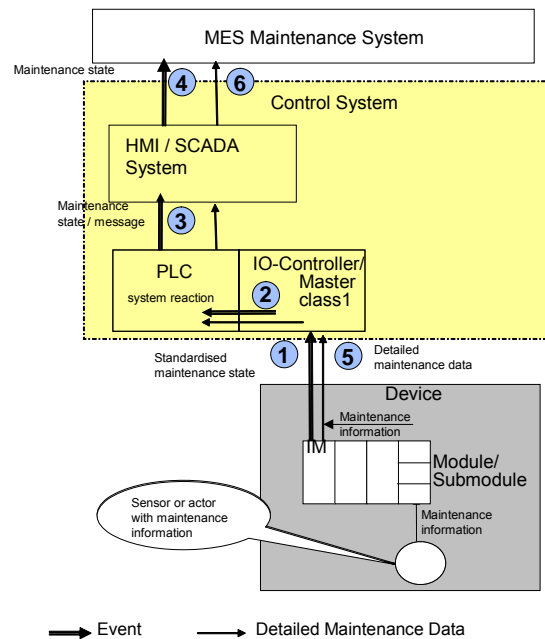 MES Maintenance System
Maintenance state
4
6
Control System
HMI / SCADA
System
Maintenance
state / message
3
PLC
system reaction
IO-Controller/
Master
class1
2
Standardised
maintenance state
1
5
Detailed
maintenance data
Device
Maintenance
information
IM
Module/
Submodule
Sensor or actor
with maintenance
information
Maintenance
information
Event
Detailed Maintenance Data